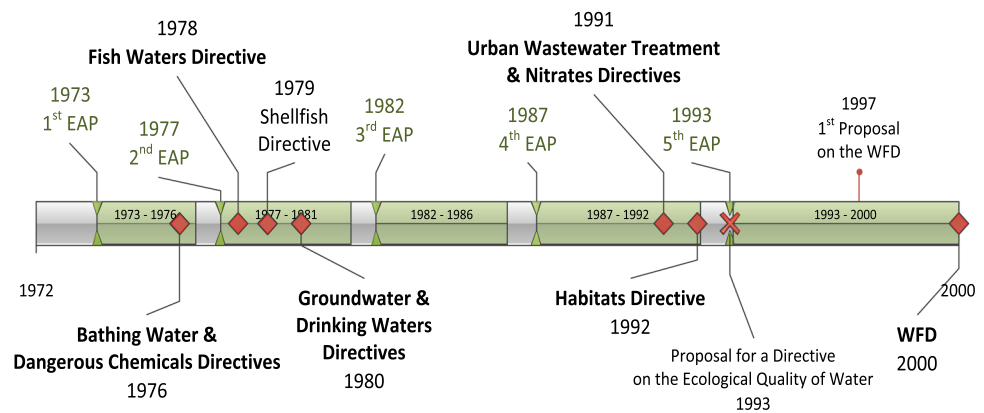 1978
Fish Waters Directive
1991
Urban Wastewater Treatment
& Nitrates Directives
1973
1st EAP
1977
2nd EAP
1979
Shellfish
Directive
1982
3rd EAP
1987
4th EAP
1993
5th EAP
1997
1st Proposal
on the WFD
1973 - 1976
1977 - 1981
1982 - 1986
1987 - 1992
1993 - 2000
1972
2000
Bathing Water &
Dangerous Chemicals Directives
1976
Groundwater &
Drinking Waters
Directives
1980
Habitats Directive
1992
Proposal for a Directive
on the Ecological Quality of Water
1993
WFD
2000